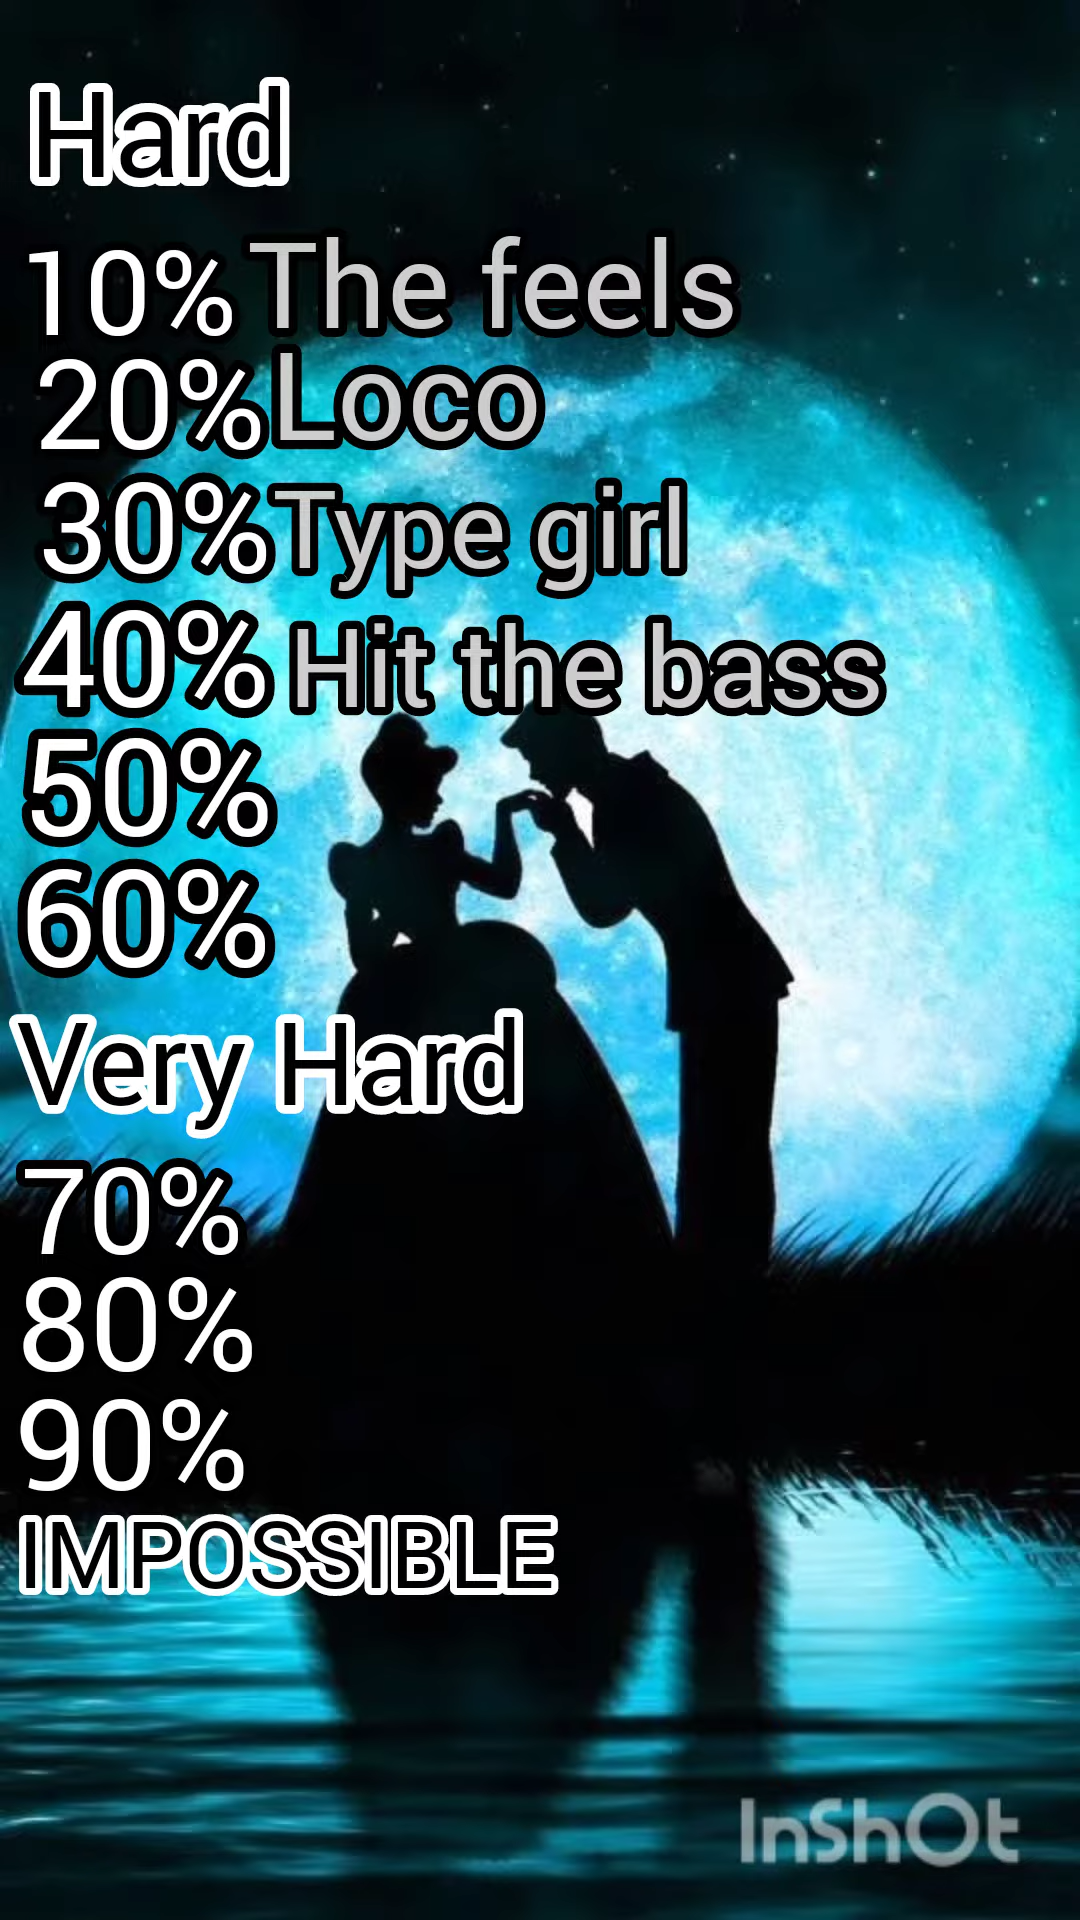 Hard
10% The feels
20% Loco
30% Type girl
40% Hit the bass
50%
60%
Very Hard
70%
80%
90%
IMPOSSIBLE
InShOt